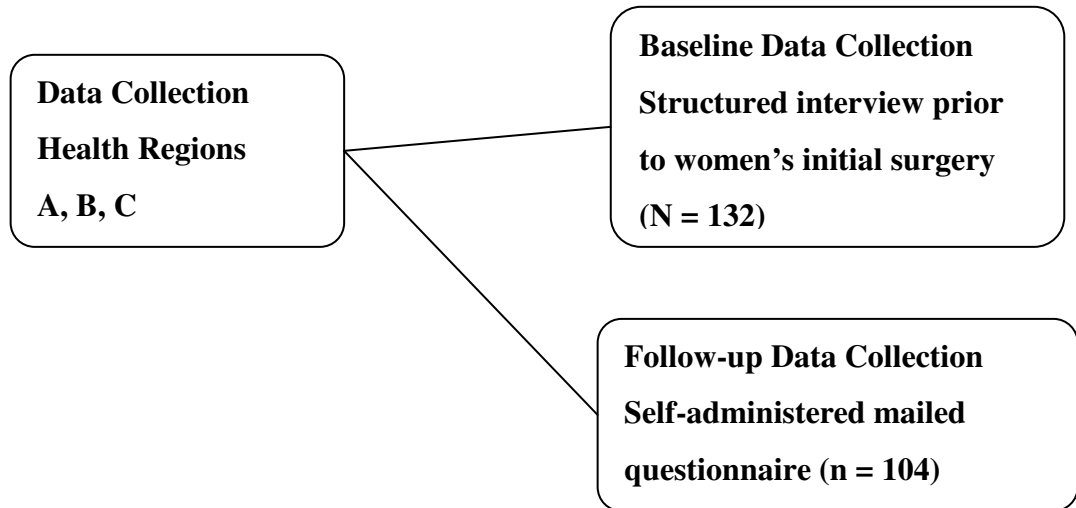 Data Collection
Health Regions
A, B, C
Baseline Data Collection
Structured interview prior
to women’s initial surgery
(N = 132)
Follow-up Data Collection
Self-administered mailed
questionnaire (n = 104)